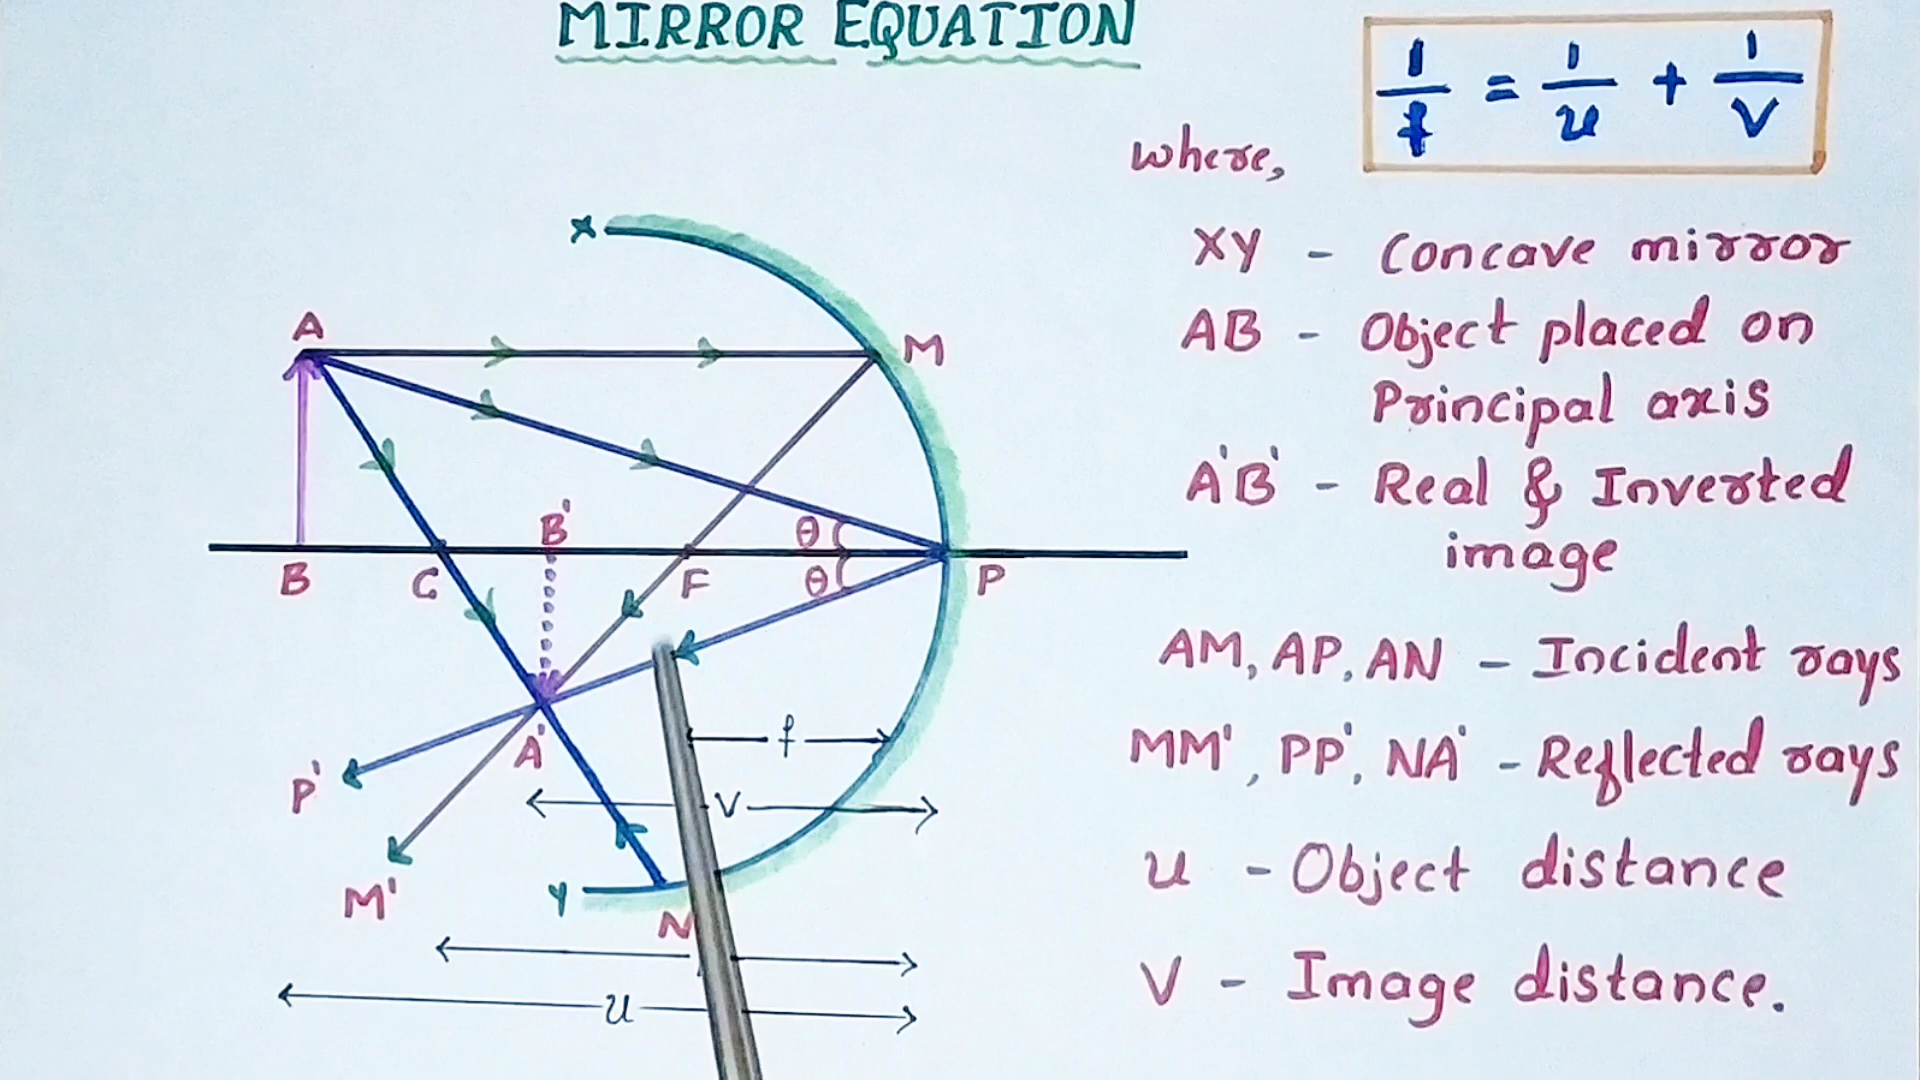 MIRROR EQUATION
1/f = 1/u + 1/v
where,
XY - Concave mirror
AB - Object placed on
Principal axis
A'B' - Real & Inverted
image
AM, AP, AN - Incident rays
MM', PP', NA' - Reflected rays
u - Object distance
V - Image distance.
X
A
M
B'
θ
B
C
F
θ
P
A'
f
P'
V
M'
Y
N
u